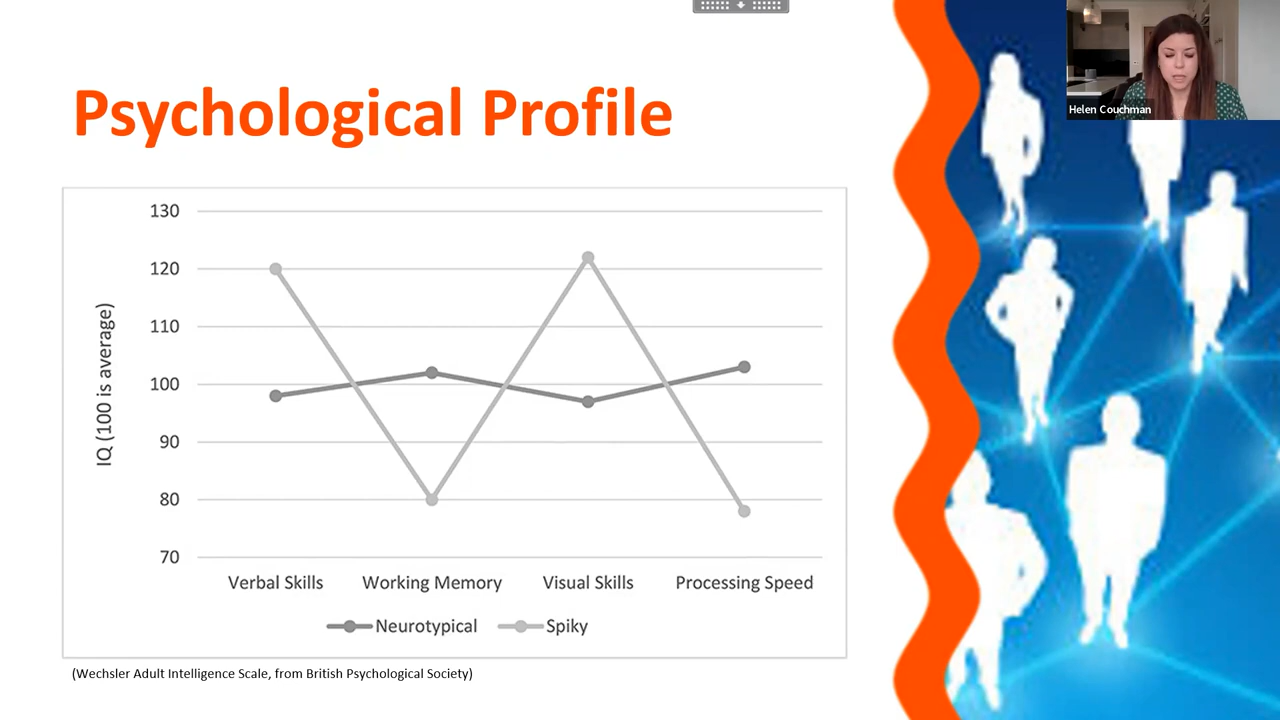 Psychological Profile
Helen Couchman
130
120
110
100
90
80
70
IQ (100 is average)
Verbal Skills Working Memory Visual Skills Processing Speed
Neurotypical Spiky
(Wechsler Adult Intelligence Scale, from British Psychological Society)